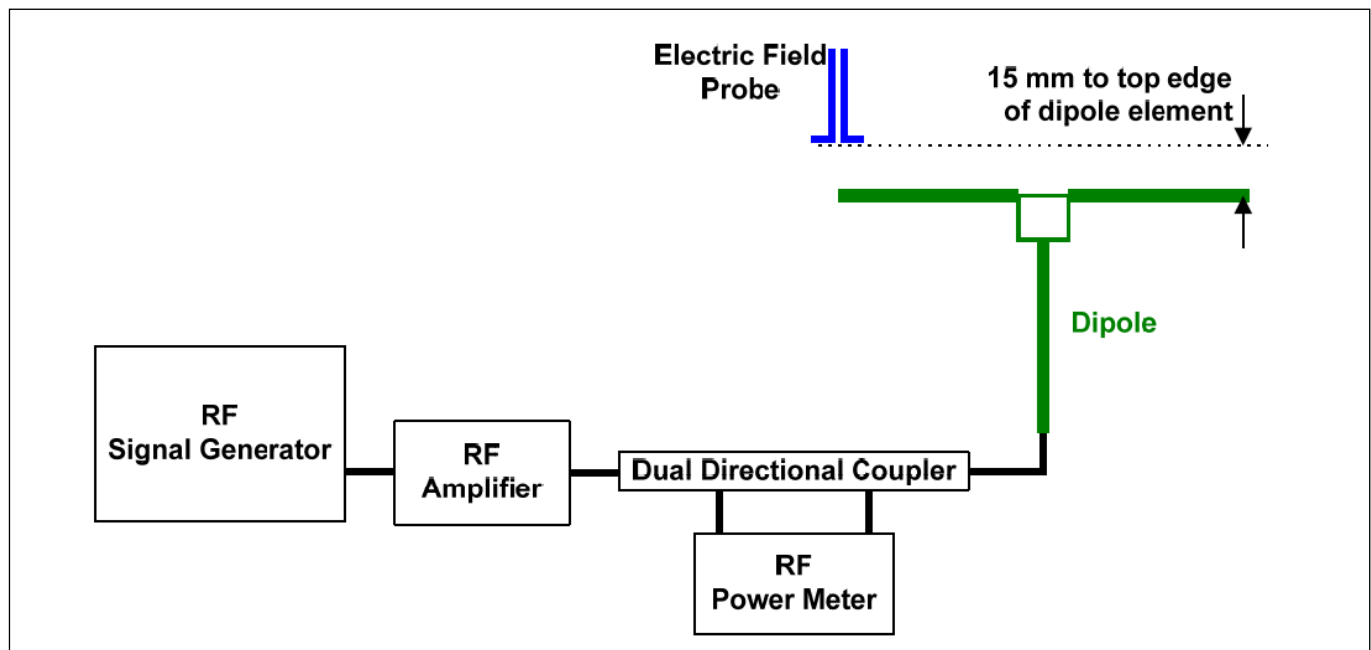 Electric Field
Probe
15 mm to top edge
of dipole element
Dipole
RF
Signal Generator
RF
Amplifier
Dual Directional Coupler
RF
Power Meter